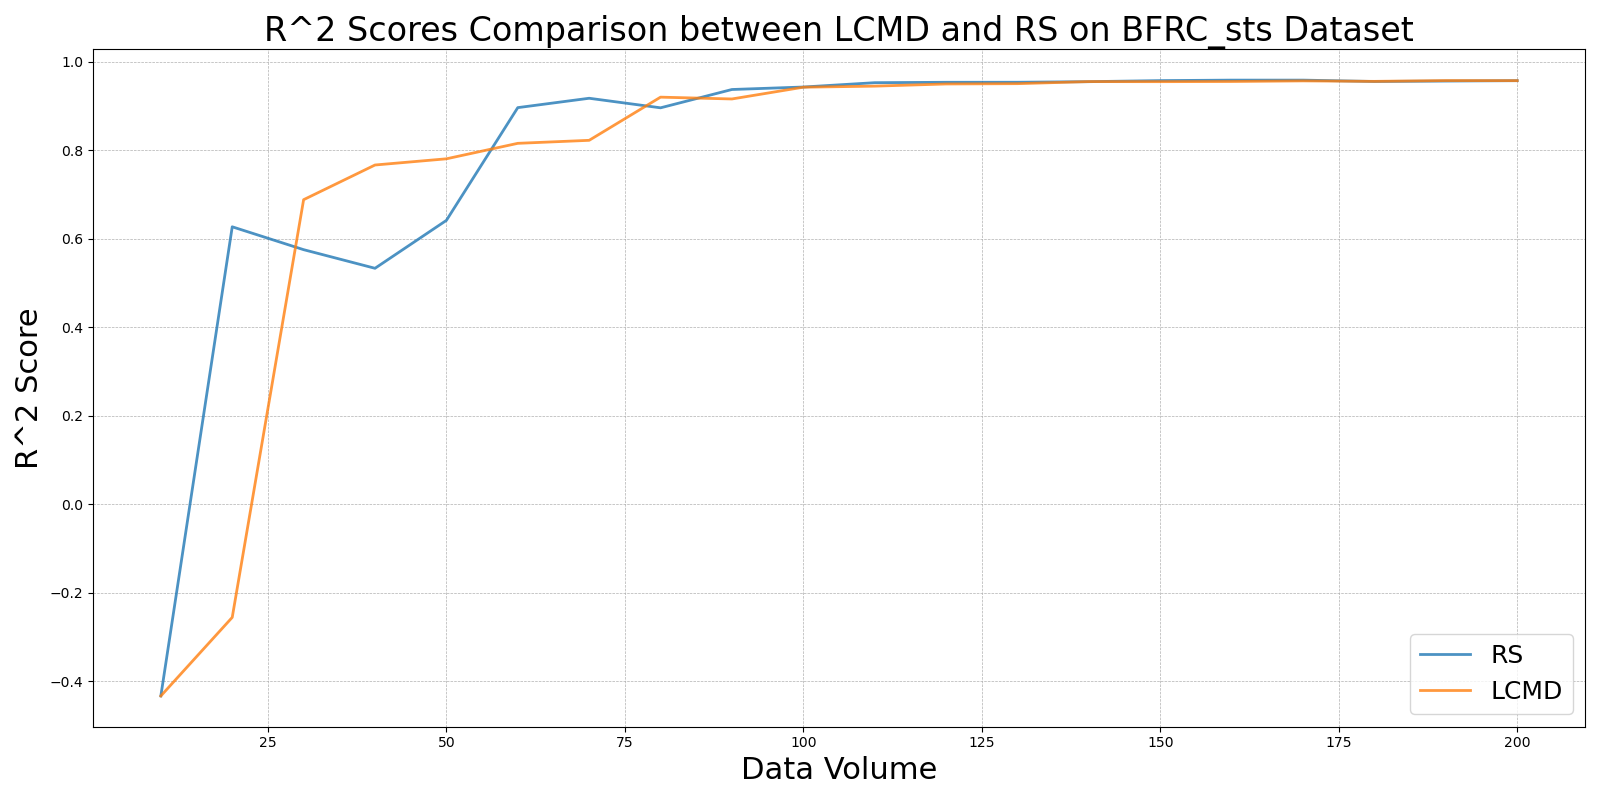 R^2 Scores Comparison between LCMD and RS on BFRC_sts Dataset
R^2 Score
1.0
0.8
0.6
0.4
0.2
0.0
−0.2
−0.4
25 50 75 100 125 150 175 200
Data Volume
RS
LCMD